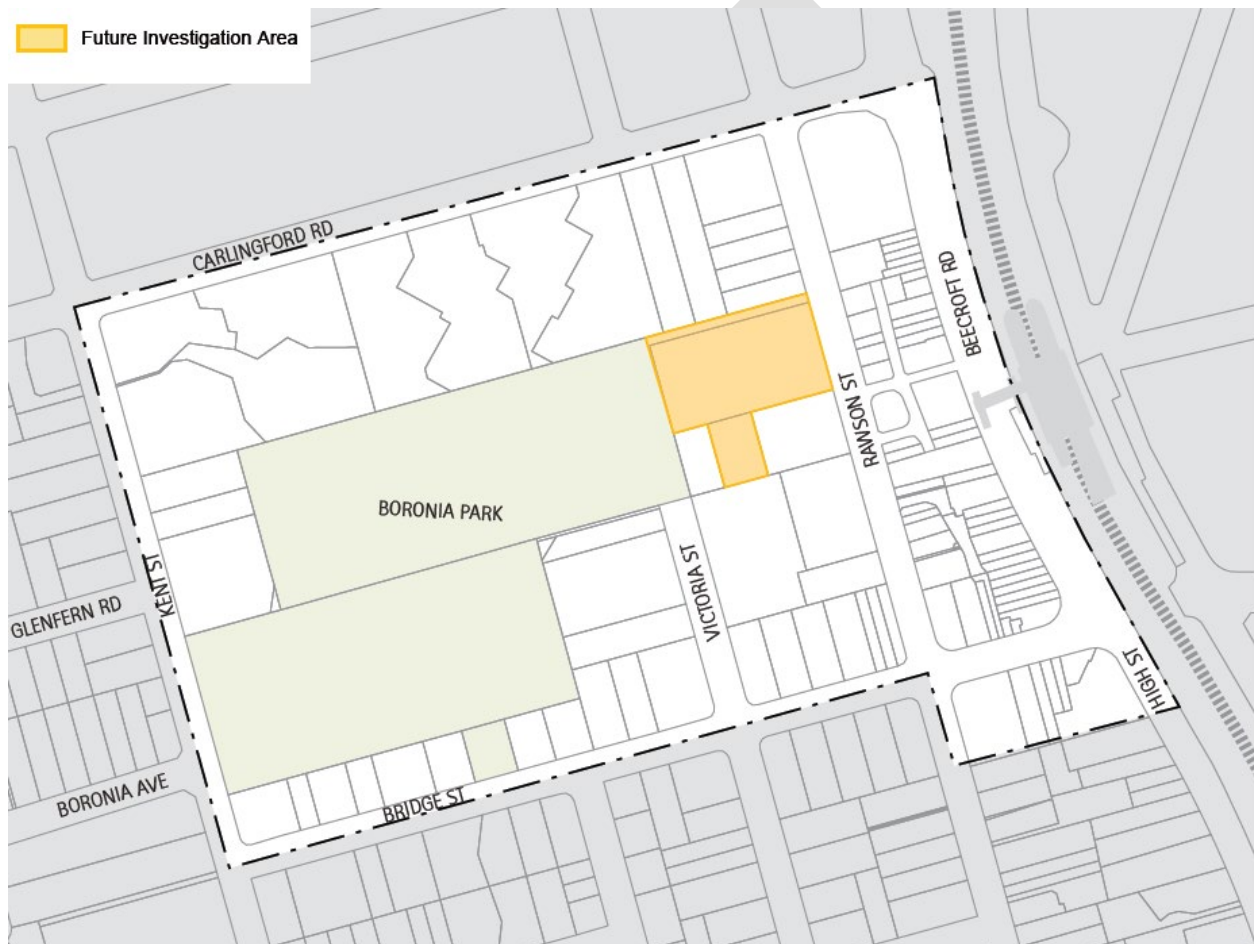 Future Investigation Area
CARLINGFORD RD
BEECROFT RD
RAWSON ST
BORONIA PARK
KENT ST
VICTORIA ST
GLENFERN RD
HIGH ST
BORONIA AVE
BRIDGE ST